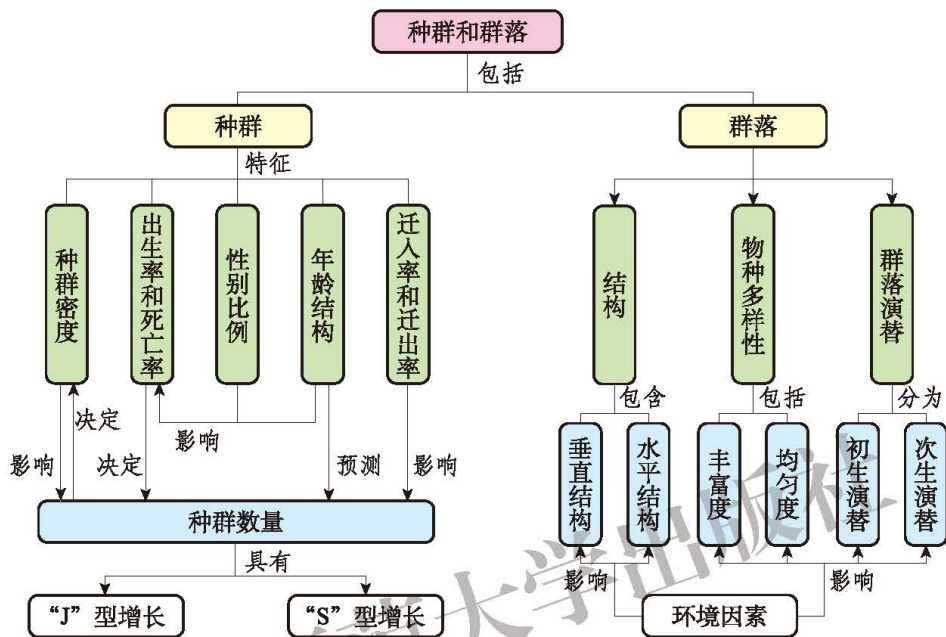 种群和群落
包括
种群
群落
特征
种群密度
出生率和死亡率
性别比例
年龄结构
迁入率和迁出率
结构
物种多样性
群落演替
决定
影响
影响
决定
预测
影响
包含
包括
分为
垂直结构
水平结构
丰富度
均匀度
初生演替
次生演替
种群数量
具有
影响
影响
“J”型增长
“S”型增长
环境因素
大学出版社